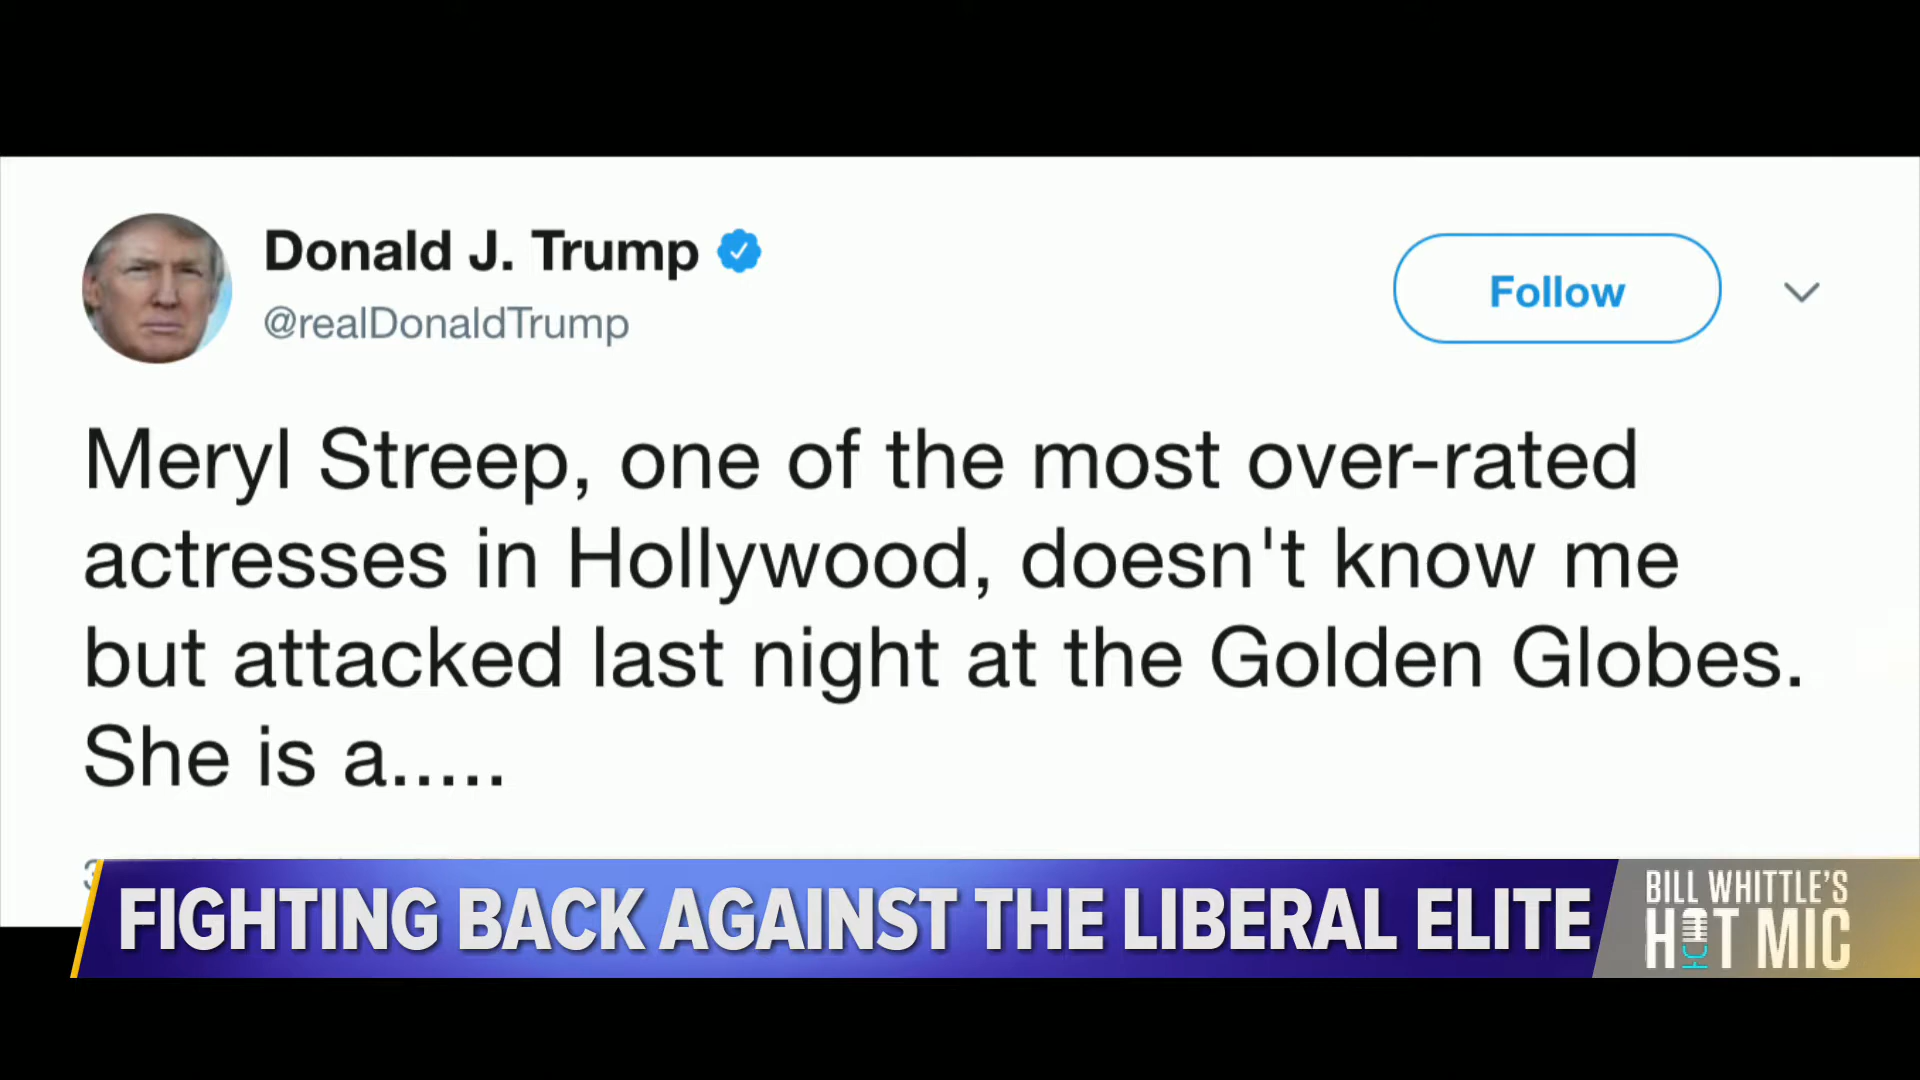 Donald J. Trump
@realDonaldTrump
Follow
Meryl Streep, one of the most over-rated
actresses in Hollywood, doesn't know me
but attacked last night at the Golden Globes.
She is a.....
FIGHTING BACK AGAINST THE LIBERAL ELITE
BILL WHITTLE'S
HOT MIC